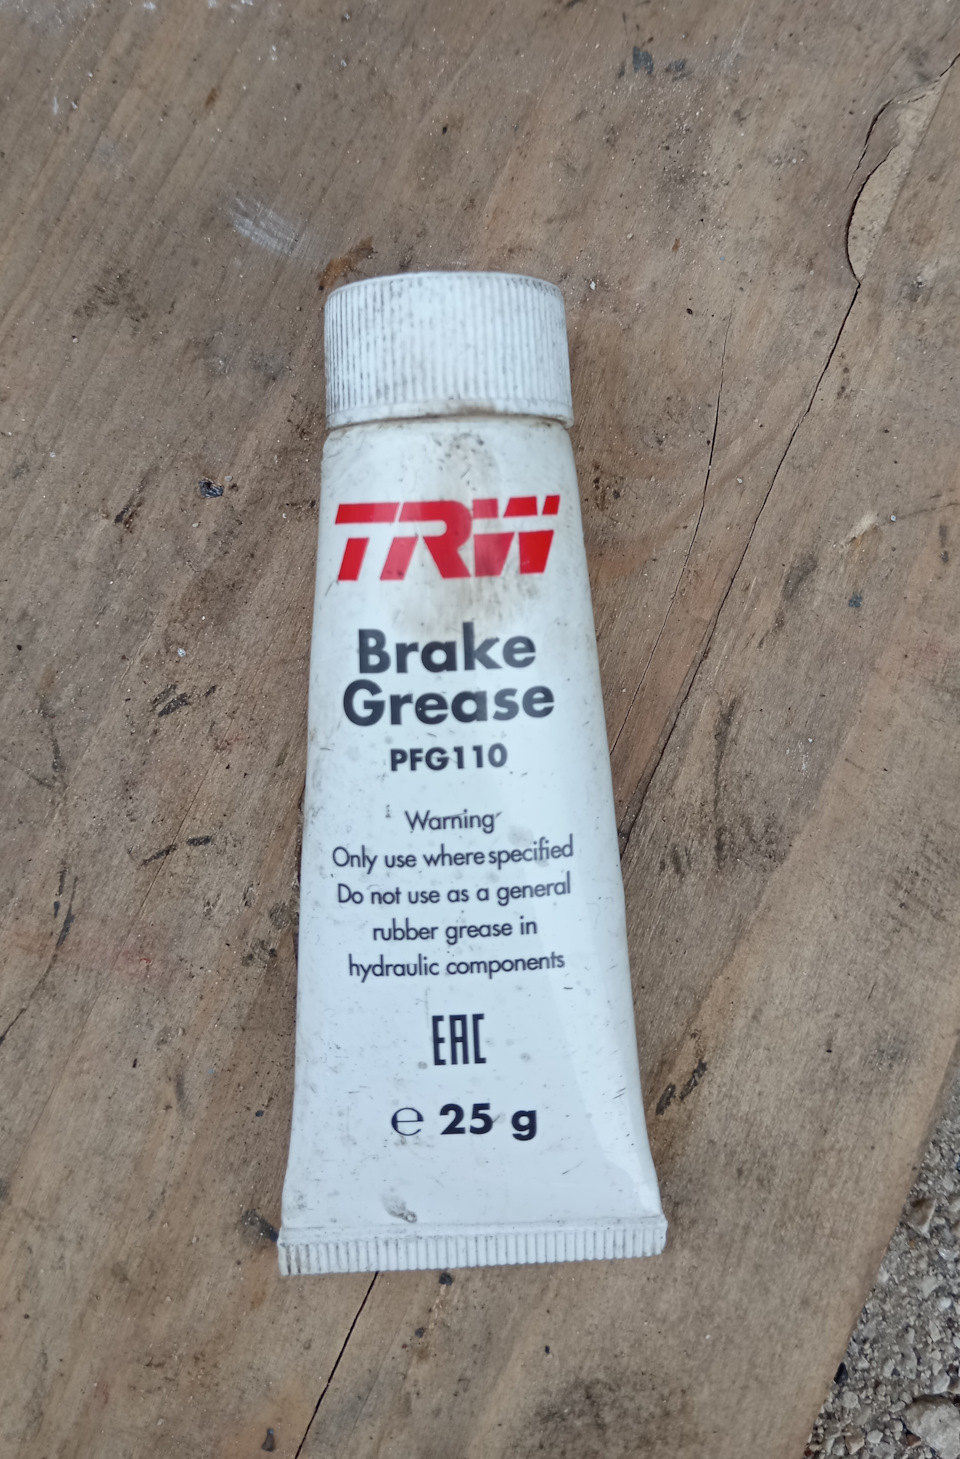 TRW
Brake
Grease
PFG110
Warning
Only use where specified
Do not use as a general
rubber grease in
hydraulic components
EAC
℮ 25 g